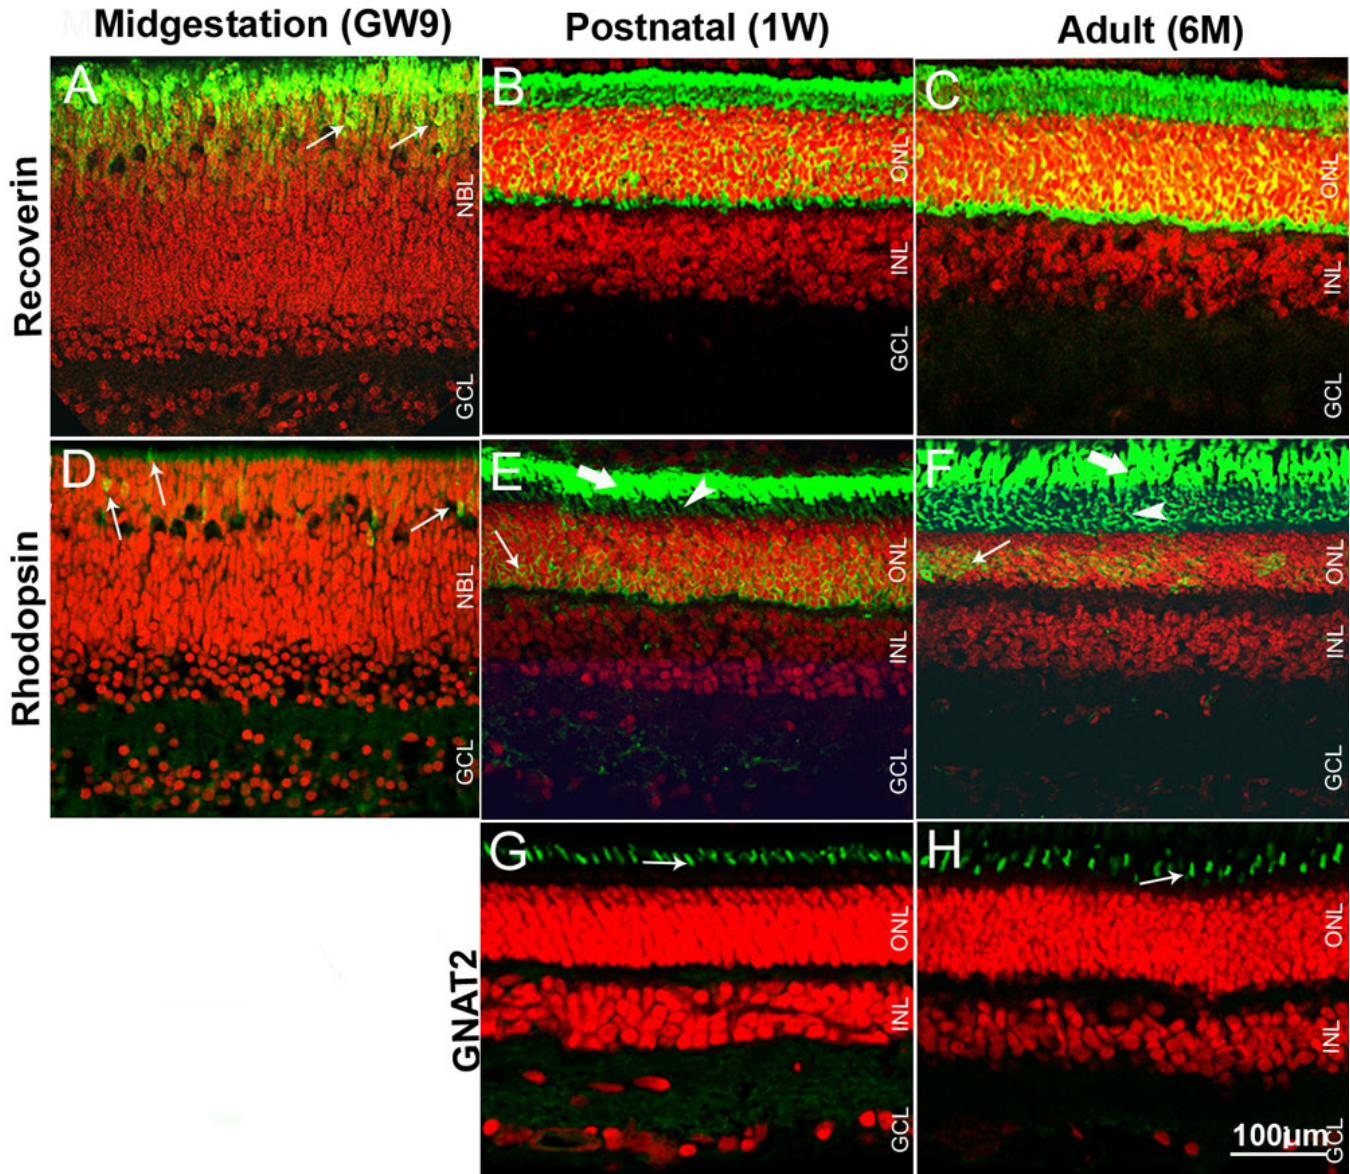 Midgestation (GW9)
Postnatal (1W)
Adult (6M)
Recoverin
A
NBL
GCL
B
ONL
INL
GCL
C
ONL
INL
GCL
Rhodopsin
D
NBL
GCL
E
ONL
INL
GCL
F
ONL
INL
GCL
GNAT2
G
ONL
INL
GCL
H
ONL
INL
GCL
100µm